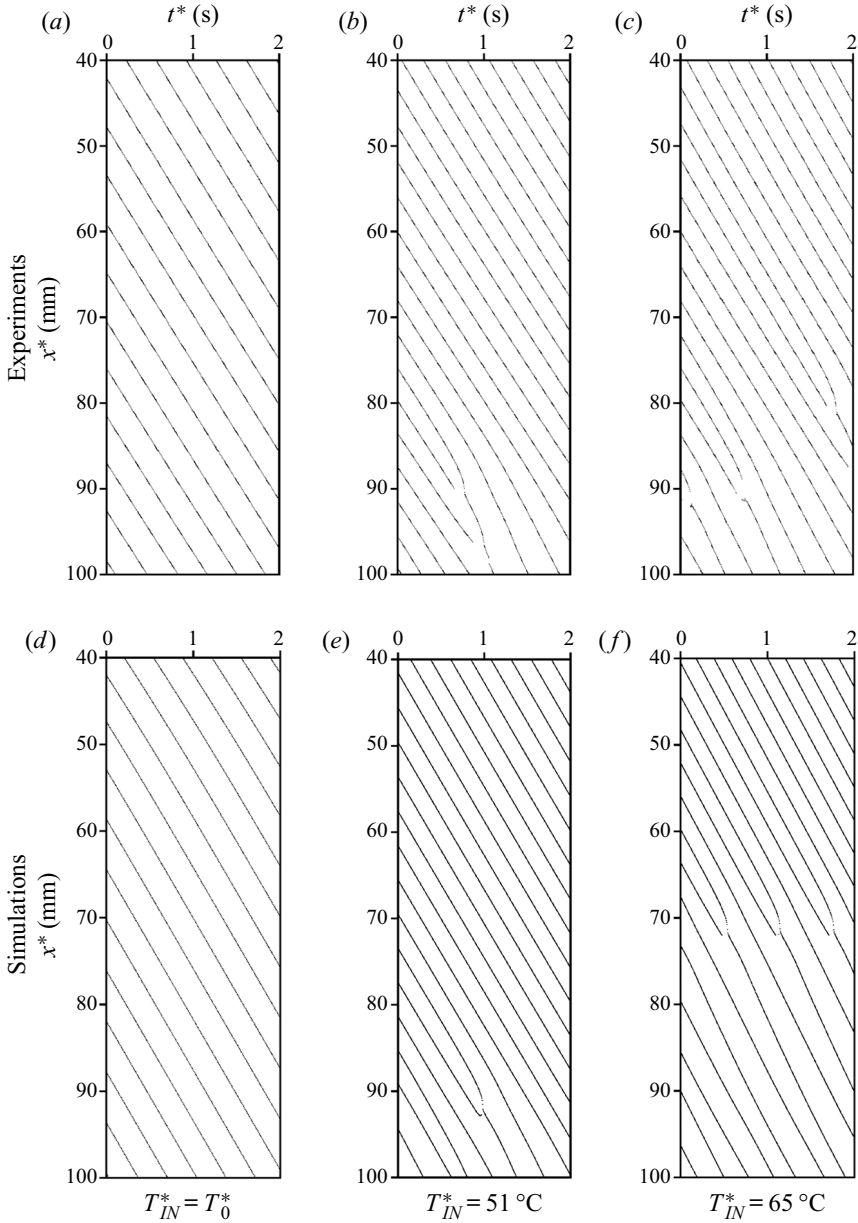 (a) t* (s) (b) t* (s) (c) t* (s)
0 1 2 0 1 2 0 1 2
40 40 40
50 50 50
60 60 60
70 70 70
80 80 80
90 90 90
100 100 100
Experiments
x* (mm)
(d) 0 1 2 (e) 0 1 2 (f) 0 1 2
40 40 40
50 50 50
60 60 60
70 70 70
80 80 80
90 90 90
100 100 100
Simulations
x* (mm)
T*IN = T*0 T*IN = 51 °C T*IN = 65 °C